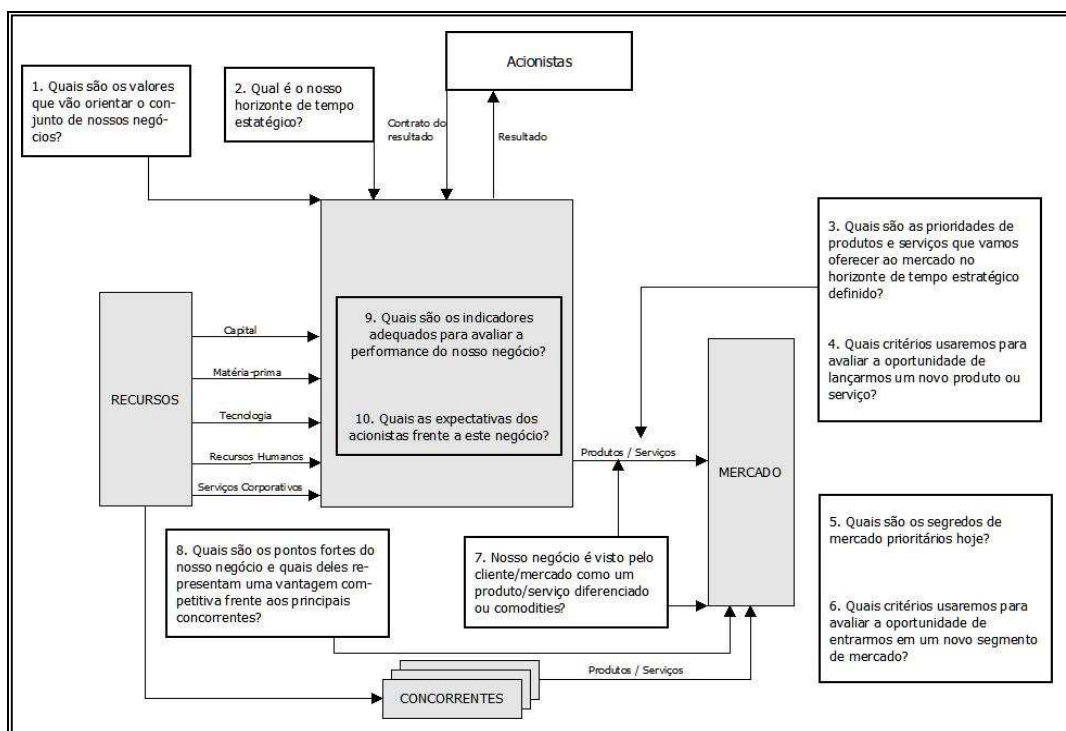 Acionistas
1. Quais são os valores
que vão orientar o con-
junto de nossos negó-
cios?
2. Qual é o nosso
horizonte de tempo
estatégico?
Contrato do
resultado
Resultado
3. Quais são as prioridades de
produtos e serviços que vamos
oferecer ao mercado no
horizonte de tempo estratégico
definido?
4. Quais critérios usaremos para
avaliar a oportunidade de
lançarmos um novo produto ou
serviço?
RECURSOS
Capital
Matéria-prima
Tecnologia
Recursos Humanos
Serviços Corporativos
9. Quais são os indicadores
adequados para avaliar a
performance do nosso negócio?
10. Quais as expectativas dos
acionistas frente a este negócio?
Produtos / Serviços
MERCADO
5. Quais são os segredos de
mercado prioritários hoje?
6. Quais critérios usaremos para
avaliar a oportunidade de
entrarmos em um novo segmento
de mercado?
8. Quais são os pontos fortes do
nosso negócio e quais deles re-
presentam uma vantagem com-
petitiva frente aos principais
concorrentes?
7. Nosso negócio é visto pelo
cliente/mercado como um
produto/serviço diferenciado
ou comodities?
Produtos / Serviços
CONCORRENTES